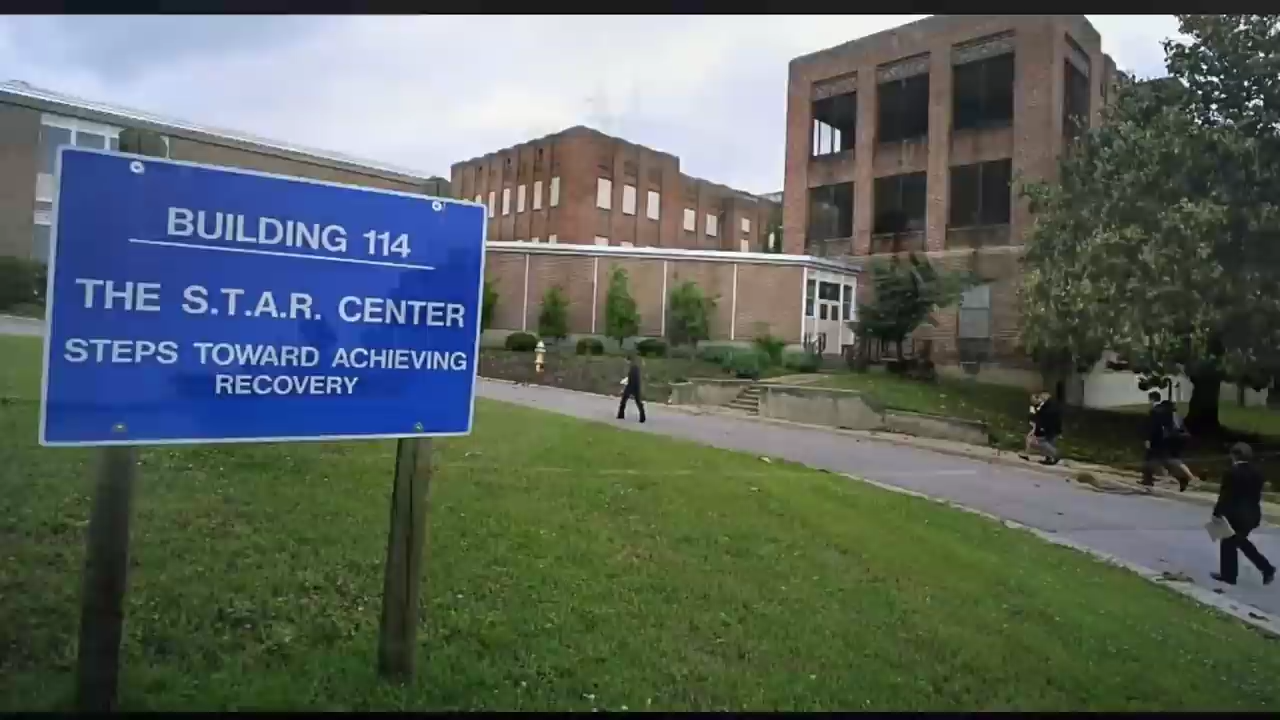 BUILDING 114
THE S.T.A.R. CENTER
STEPS TOWARD ACHIEVING
RECOVERY